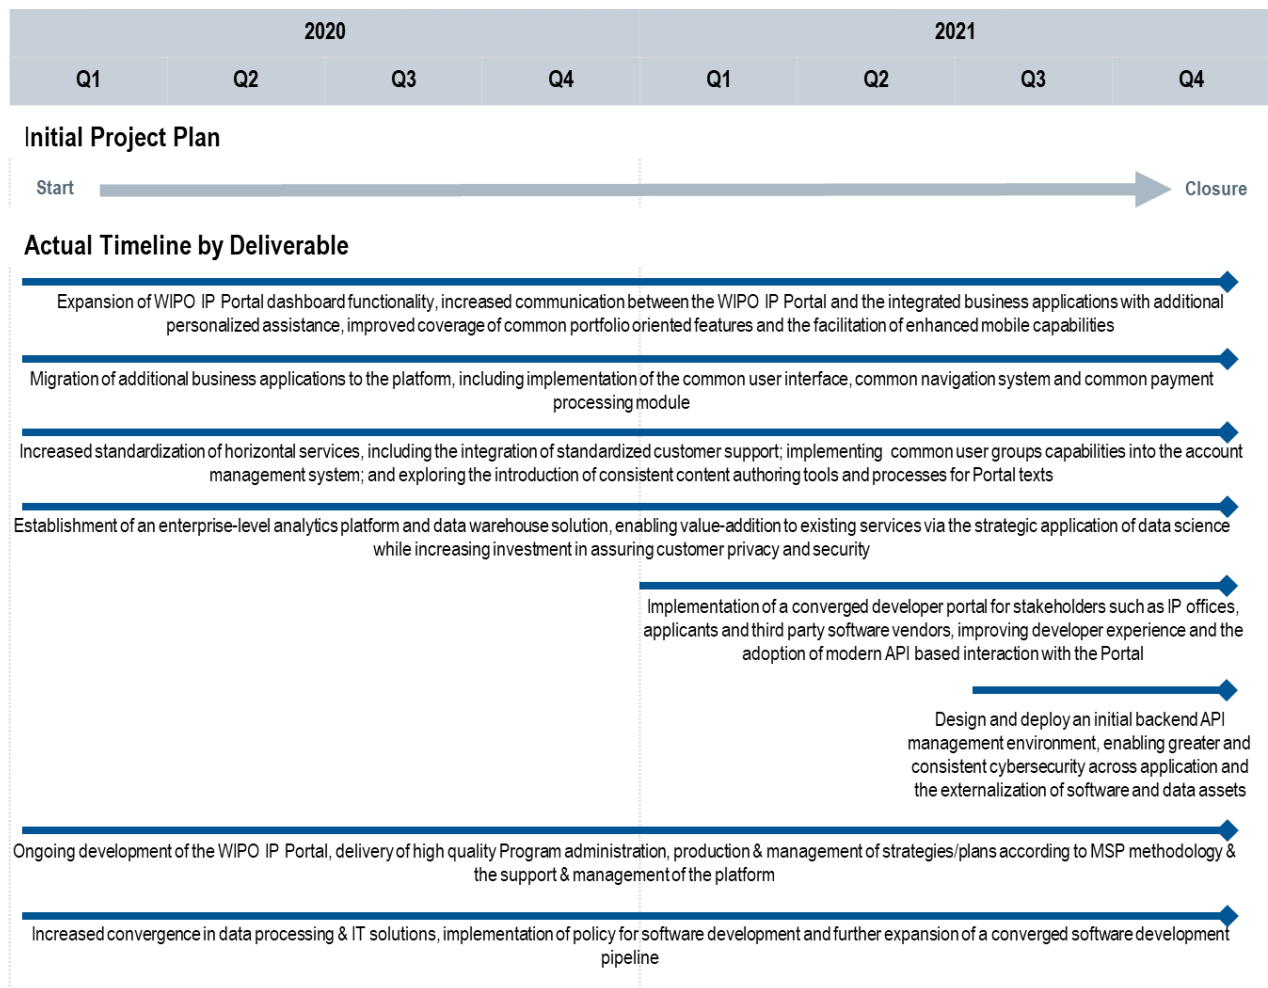 2020 2021
Q1 Q2 Q3 Q4 Q1 Q2 Q3 Q4
Initial Project Plan
Start Closure
Actual Timeline by Deliverable
Expansion of WIPO IP Portal dashboard functionality, increased communication between the WIPO IP Portal and the integrated business applications with additional
personalized assistance, improved coverage of common portfolio oriented features and the facilitation of enhanced mobile capabilities
Migration of additional business applications to the platform, including implementation of the common user interface, common navigation system and common payment
processing module
Increased standardization of horizontal services, including the integration of standardized customer support; implementing common user groups capabilities into the account
management system; and exploring the introduction of consistent content authoring tools and processes for Portal texts
Establishment of an enterprise-level analytics platform and data warehouse solution, enabling value-addition to existing services via the strategic application of data science
while increasing investment in assuring customer privacy and security
Implementation of a converged developer portal for stakeholders such as IP offices,
applicants and third party software vendors, improving developer experience and the
adoption of modern API based interaction with the Portal
Design and deploy an initial backend API
management environment, enabling greater and
consistent cybersecurity across application and
the externalization of software and data assets
Ongoing development of the WIPO IP Portal, delivery of high quality Program administration, production & management of strategies/plans according to MSP methodology &
the support & management of the platform
Increased convergence in data processing & IT solutions, implementation of policy for software development and further expansion of a converged software development
pipeline